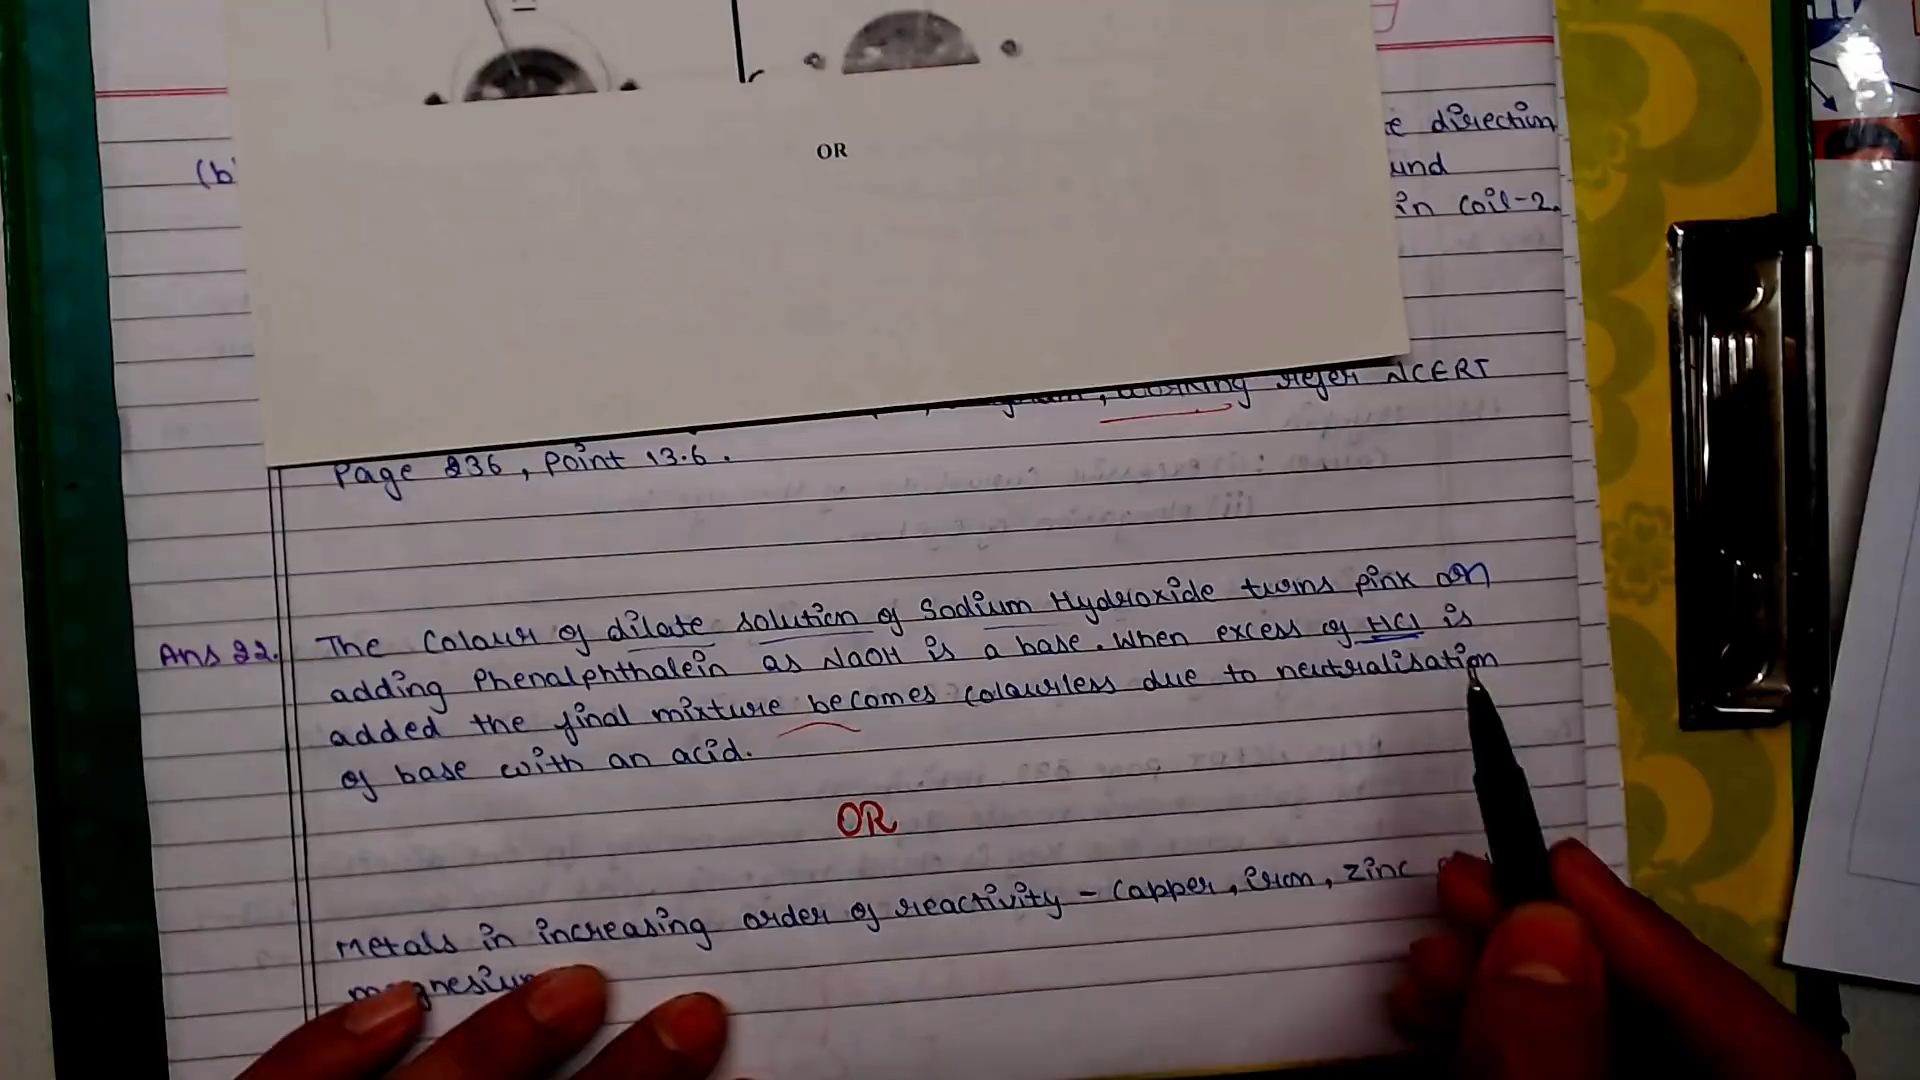 OR
direction
(b
und
in coil-2.
working refer NCERT
Page 236, Point 13.6.
Ans 22. The Colour of dilate solution of Sodium Hydroxide turns pink on
adding Phenalphthalein as NaOH is a base. When excess of HCl is
added the final mixture becomes colourless due to neutralisation
of base with an acid.
OR
Metals in increasing order of reactivity - Copper, iron, zinc
magnesium